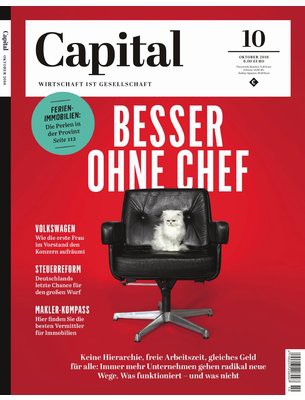 Capital
WIRTSCHAFT IST GESELLSCHAFT
10
OKTOBER 2016
FERIEN-
IMMOBILIEN:
Die Perlen in
der Provinz
Seite 112
BESSER
OHNE CHEF
VOLKSWAGEN
Wie die erste Frau
im Vorstand den
Konzern aufräumt
STEUERREFORM
Deutschlands
letzte Chance für
den großen Wurf
MAKLER-KOMPASS
Hier finden Sie die
besten Vermittler
für Immobilien
Keine Hierarchie, freie Arbeitszeit, gleiches Geld
für alle: Immer mehr Unternehmen gehen radikal neue
Wege. Was funktioniert – und was nicht
Capital
OKTOBER 2016